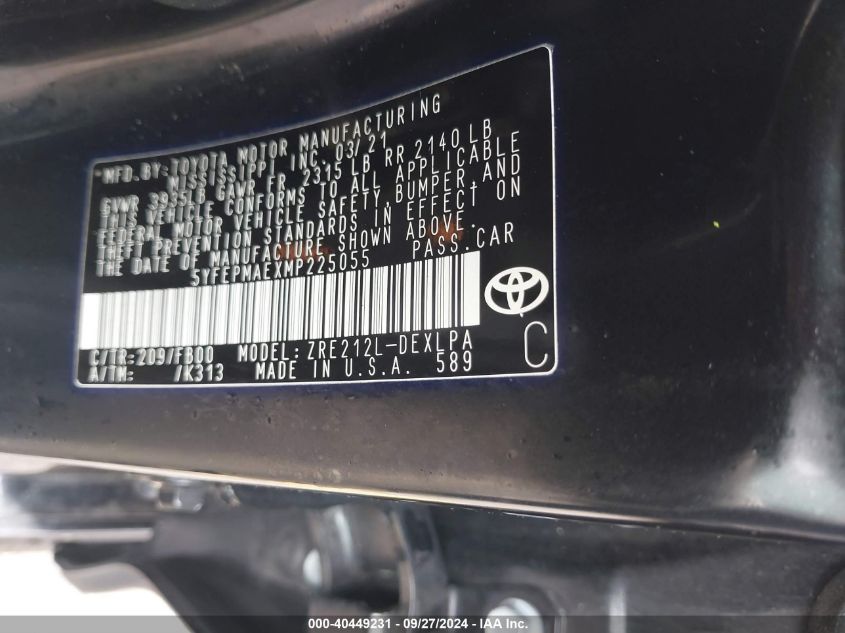 MFD. BY: TOYOTA MOTOR MANUFACTURING
MISSISSIPPI INC. 03/21
GVWR 3935LB GAWR FR 2315 LB RR 2140 LB
THIS VEHICLE CONFORMS TO ALL APPLICABLE
FEDERAL MOTOR VEHICLE SAFETY,BUMPER,AND
THEFT PREVENTION STANDARDS IN EFFECT ON
THE DATE OF MANUFACTURE SHOWN ABOVE.
5YFEPMAEXMP225055 PASS.CAR
C/TR:209/FB00 MODEL: ZRE212L-DEXLPA
A/TM: /K313 MADE IN U.S.A. 589
C
000-40449231 - 09/27/2024 - IAA Inc.